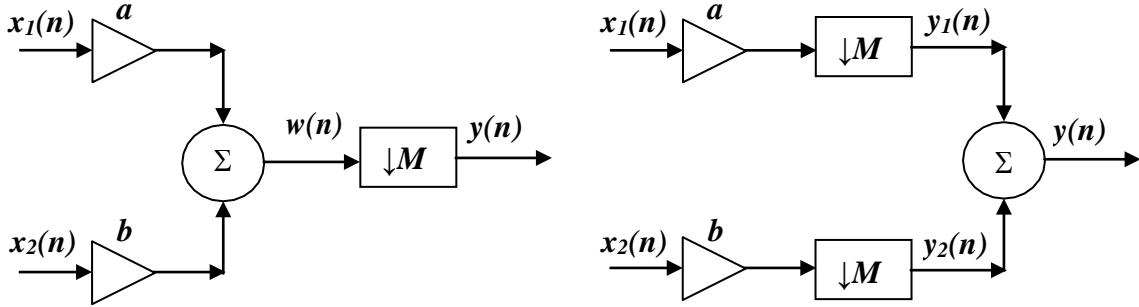 a
x₁(n)
Σ
w(n)
↓M
y(n)
b
x₂(n)
a
x₁(n)
↓M
y₁(n)
Σ
y(n)
b
x₂(n)
↓M
y₂(n)